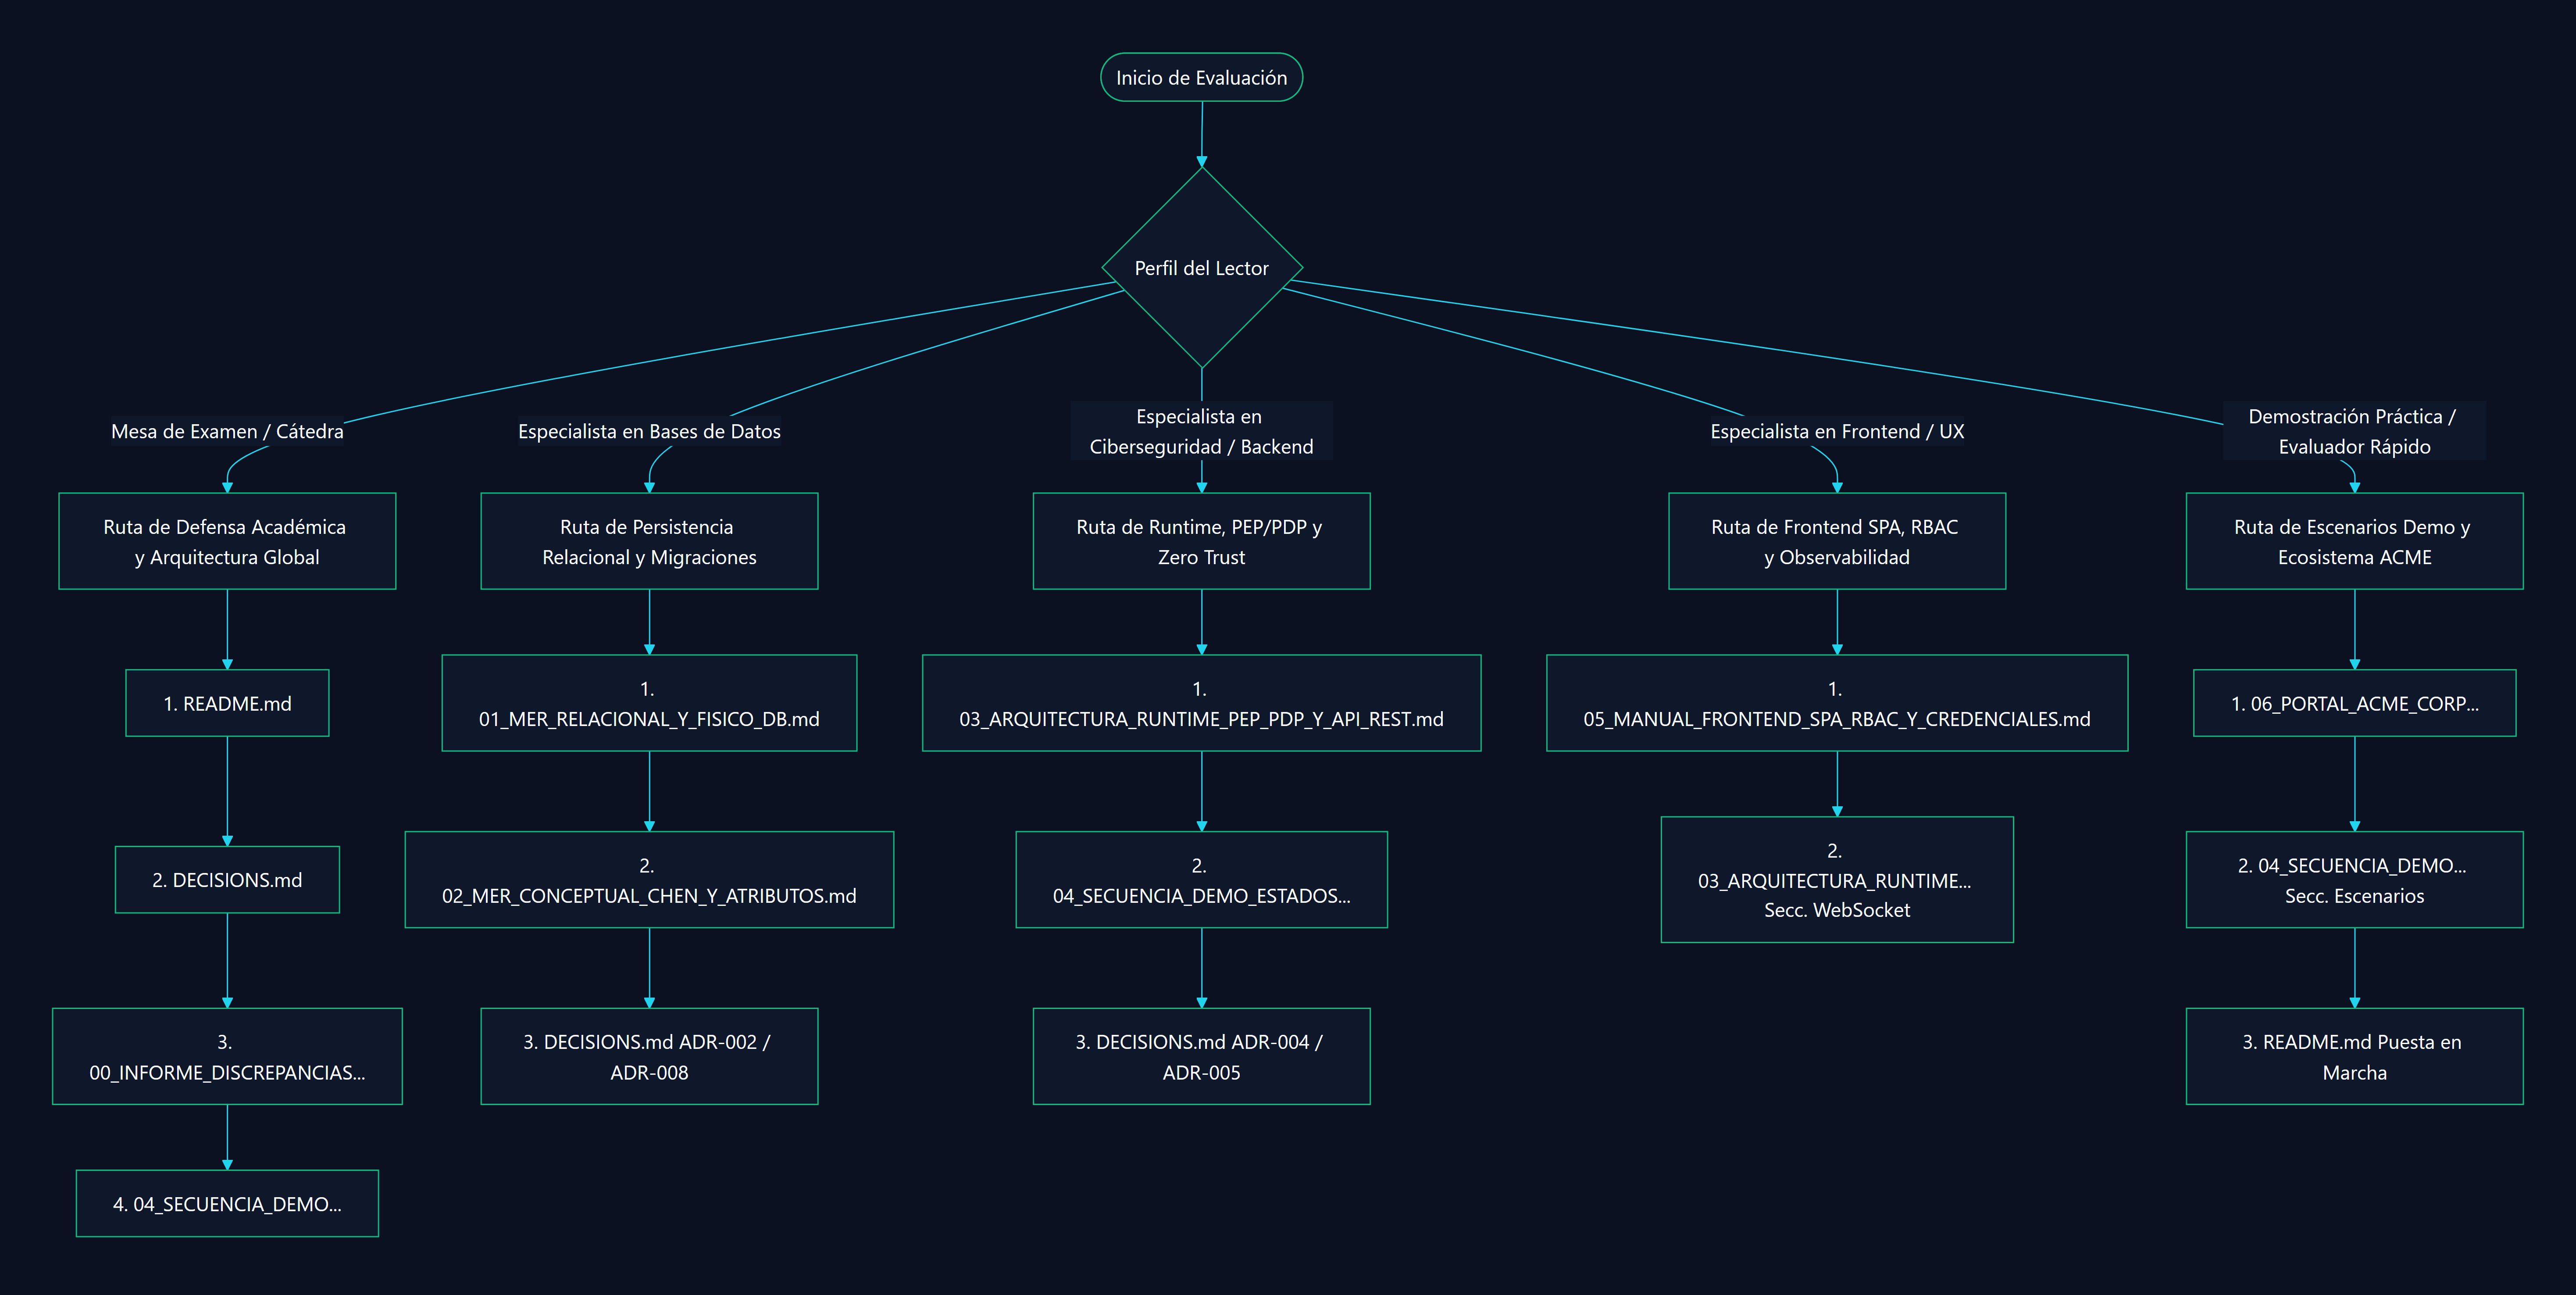 Inicio de Evaluación
Perfil del Lector
Mesa de Examen / Cátedra
Especialista en Bases de Datos
Especialista en
Ciberseguridad / Backend
Especialista en Frontend / UX
Demostración Práctica /
Evaluador Rápido
Ruta de Defensa Académica
y Arquitectura Global
Ruta de Persistencia
Relacional y Migraciones
Ruta de Runtime, PEP/PDP y
Zero Trust
Ruta de Frontend SPA, RBAC
y Observabilidad
Ruta de Escenarios Demo y
Ecosistema ACME
1. README.md
1.
01_MER_RELACIONAL_Y_FISICO_DB.md
1.
03_ARQUITECTURA_RUNTIME_PEP_PDP_Y_API_REST.md
1.
05_MANUAL_FRONTEND_SPA_RBAC_Y_CREDENCIALES.md
1. 06_PORTAL_ACME_CORP...
2. DECISIONS.md
2.
02_MER_CONCEPTUAL_CHEN_Y_ATRIBUTOS.md
2.
04_SECUENCIA_DEMO_ESTADOS...
2.
03_ARQUITECTURA_RUNTIME...
Secc. WebSocket
2. 04_SECUENCIA_DEMO...
Secc. Escenarios
3.
00_INFORME_DISCREPANCIAS...
3. DECISIONS.md ADR-002 /
ADR-008
3. DECISIONS.md ADR-004 /
ADR-005
3. README.md Puesta en
Marcha
4. 04_SECUENCIA_DEMO...